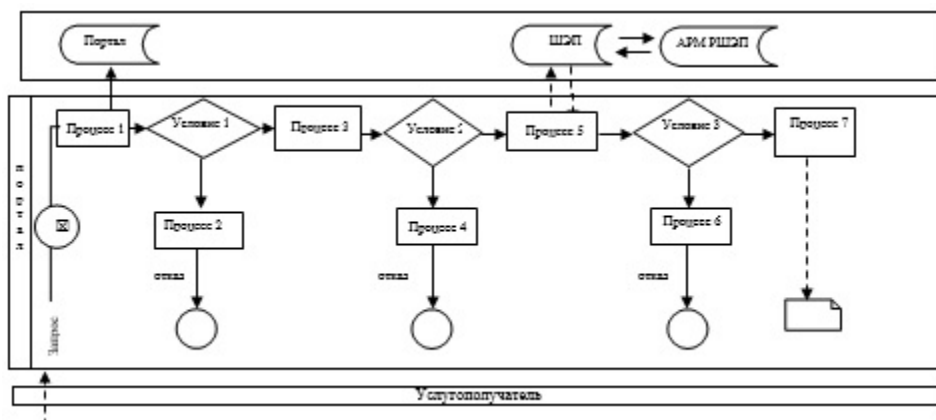 Портал
ШЭП
АРМ РШЭП
Процесс 1
Условие 1
Процесс 3
Условие 2
Процесс 5
Условие 3
Процесс 7
портал
Процесс 2
Процесс 4
Процесс 6
отказ
отказ
отказ
Запрос
Услугополучатель